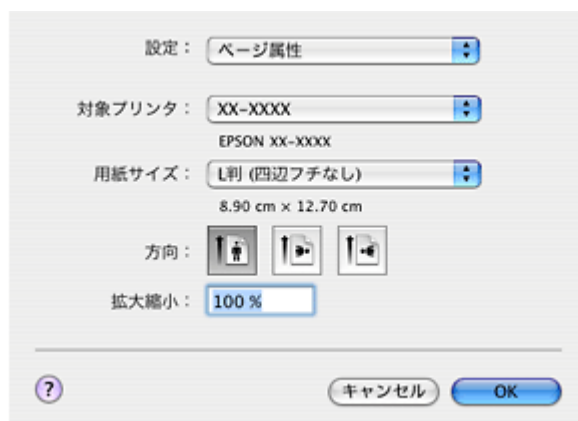 設定： ページ属性
対象プリンタ： XX-XXXX
EPSON XX-XXXX
用紙サイズ： L判 (四辺フチなし)
8.90 cm × 12.70 cm
方向：
拡大縮小： 100 %
? キャンセル OK